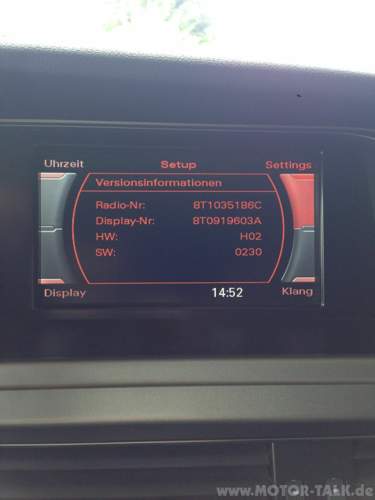 Uhrzeit Setup Settings
Versionsinformationen
Radio-Nr: 8T1035186C
Display-Nr: 8T0919603A
HW: H02
SW: 0230
Display 14:52 Klang
www.MOTOR-TALK.de